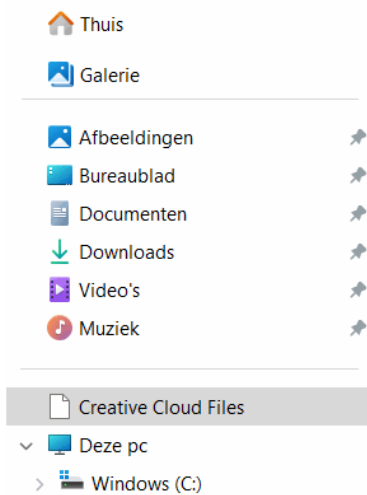 Thuis
Galerie
Afbeeldingen
Bureaublad
Documenten
Downloads
Video's
Muziek
Creative Cloud Files
Deze pc
Windows (C:)